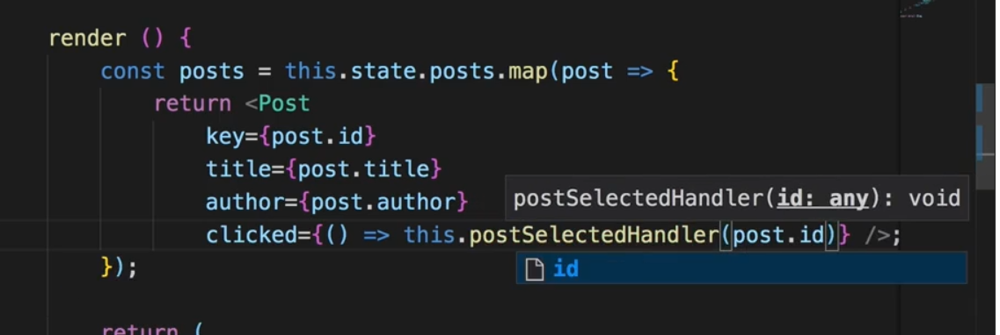 render () {
const posts = this.state.posts.map(post => {
return <Post
key={post.id}
title={post.title}
author={post.author}
postSelectedHandler(id: any): void
clicked={() => this.postSelectedHandler(post.id)} />;
id
});
return (